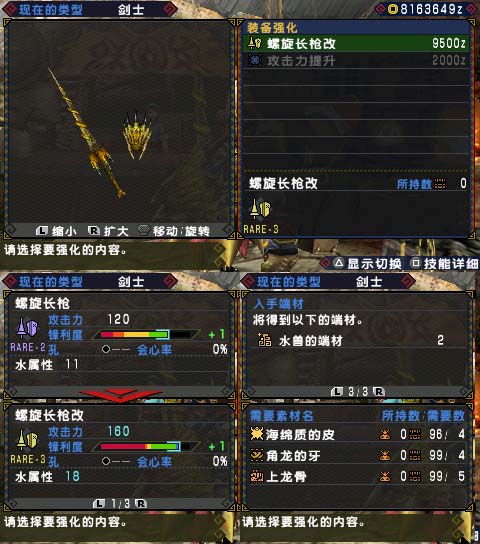 现在的类型 剑士
8163649z
装备强化
螺旋长枪改 9500z
攻击力提升 2000z
螺旋长枪改 所持数 0
RARE-3
L 缩小 R 扩大 移动/旋转
请选择要强化的内容。
△显示切换 □技能详细
现在的类型 剑士
螺旋长枪
攻击力 120
RARE-2 锋利度 +1
孔 ●-- 会心率 0%
水属性 11
螺旋长枪改
攻击力 160
RARE-3 锋利度 +1
孔 ●-- 会心率 0%
水属性 18
L 1/3 R
请选择要强化的内容。
现在的类型 剑士
入手端材
将得到以下的端材。
水兽的端材 2
L 3/3 R
需要素材名 所持数/需要数
海绵质的皮 0 96/ 4
角龙的牙 0 99/ 4
上龙骨 0 99/ 5
请选择要强化的内容。